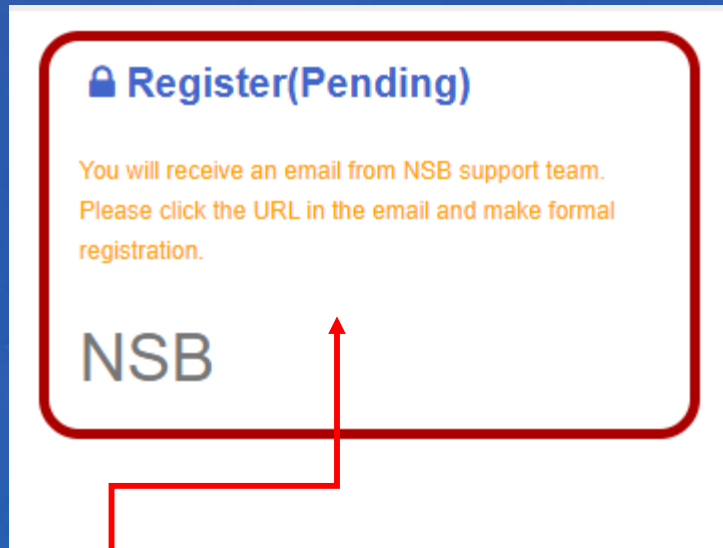 Register(Pending)
You will receive an email from NSB support team.
Please click the URL in the email and make formal
registration.
NSB